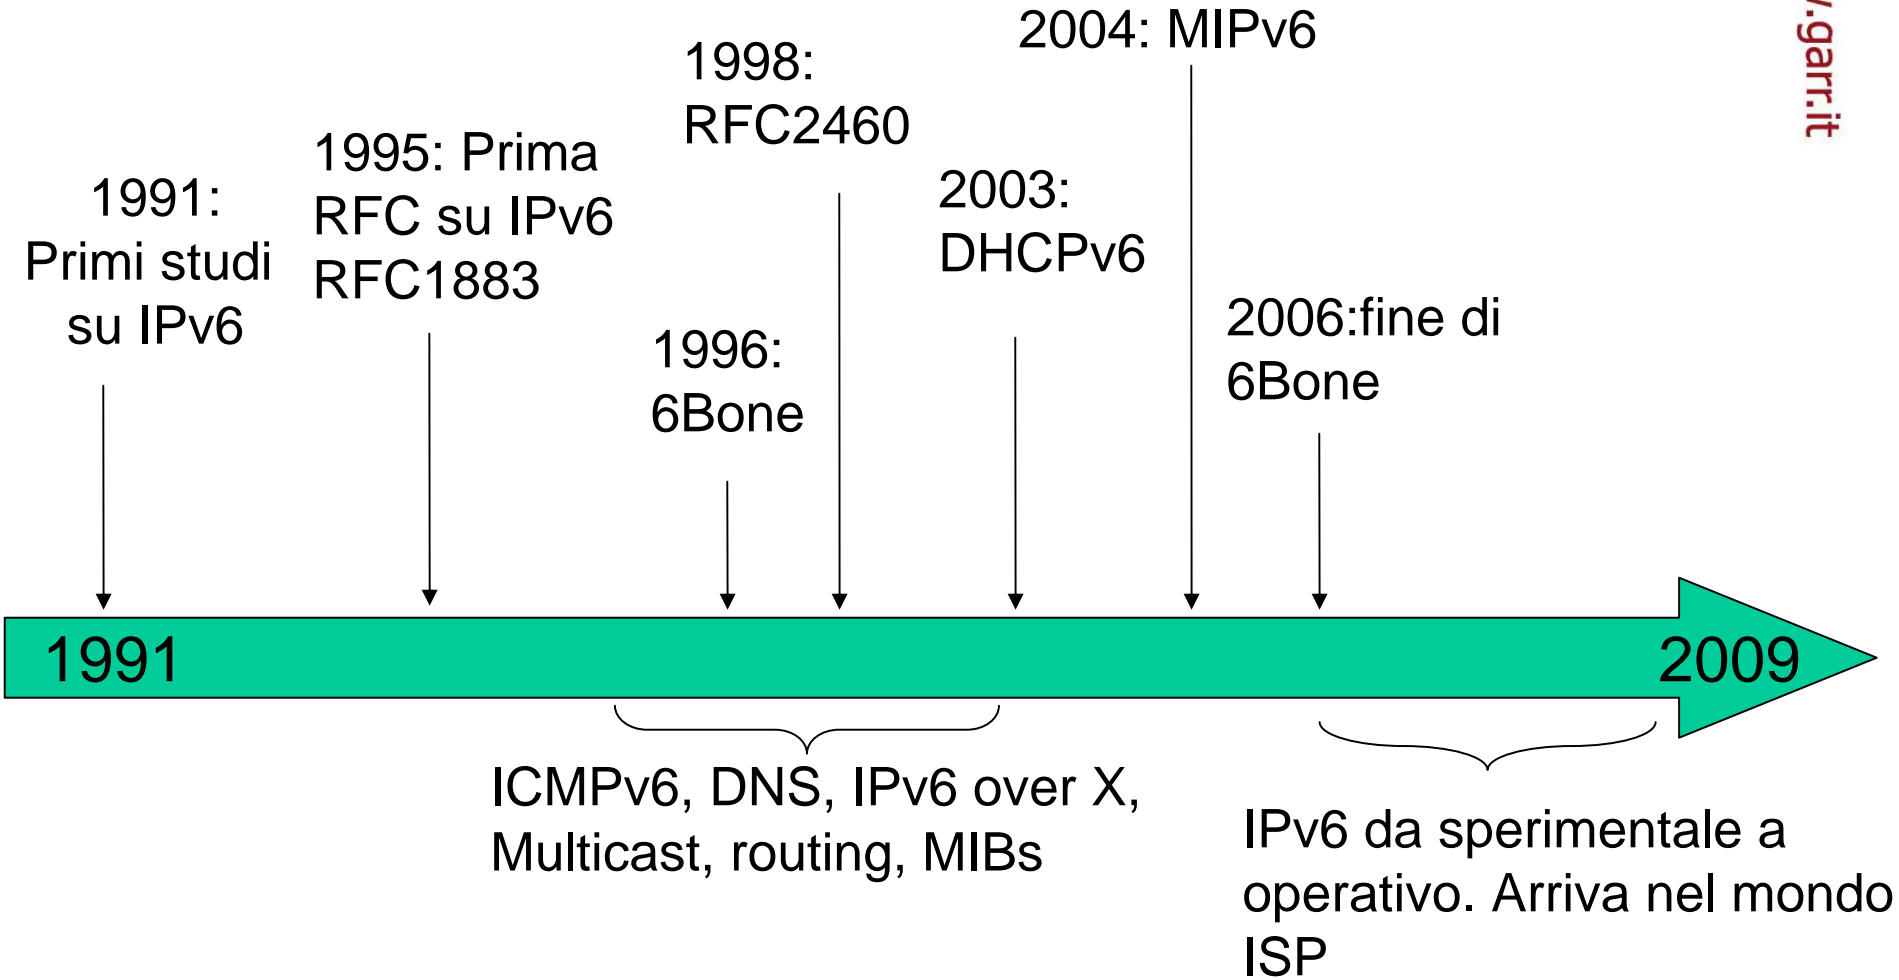 2004: MIPv6
1998:
RFC2460
1995: Prima
RFC su IPv6
RFC1883
1991:
Primi studi
su IPv6
2003:
DHCPv6
1996:
6Bone
2006:fine di
6Bone
1991
2009
ICMPv6, DNS, IPv6 over X,
Multicast, routing, MIBs
IPv6 da sperimentale a
operativo. Arriva nel mondo
ISP
.garr.it